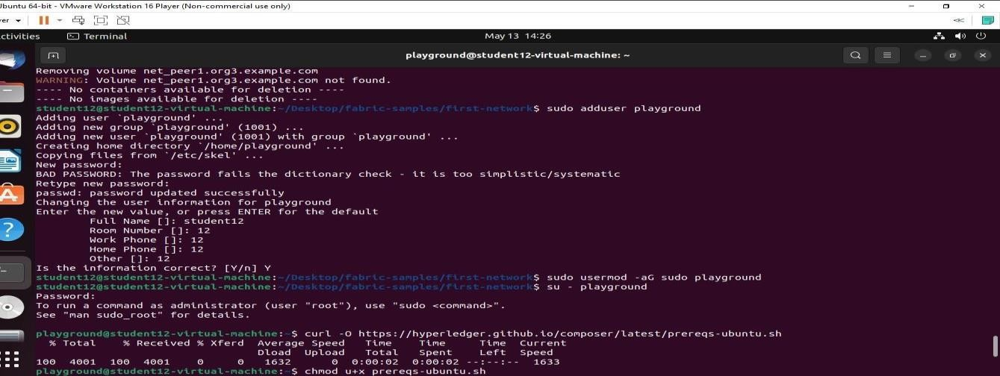 Ubuntu 64-bit - VMware Workstation 16 Player (Non-commercial use only)
yer
ctivities
Terminal
May 13 14:26
playground@student12-virtual-machine: ~
Removing volume net_peer1.org3.example.com
WARNING: Volume net_peer1.org3.example.com not found.
---- No containers available for deletion ----
---- No images available for deletion ----
student12@student12-virtual-machine:~/Desktop/fabric-samples/first-network$ sudo adduser playground
Adding user `playground' ...
Adding new group `playground' (1001) ...
Adding new user `playground' (1001) with group `playground' ...
Creating home directory `/home/playground' ...
Copying files from `/etc/skel' ...
New password:
BAD PASSWORD: The password fails the dictionary check - it is too simplistic/systematic
Retype new password:
passwd: password updated successfully
Changing the user information for playground
Enter the new value, or press ENTER for the default
Full Name []: student12
Room Number []: 12
Work Phone []: 12
Home Phone []: 12
Other []: 12
Is the information correct? [Y/n] Y
student12@student12-virtual-machine:~/Desktop/fabric-samples/first-network$ sudo usermod -aG sudo playground
student12@student12-virtual-machine:~/Desktop/fabric-samples/first-network$ su - playground
Password:
To run a command as administrator (user "root"), use "sudo <command>".
See "man sudo_root" for details.
playground@student12-virtual-machine:~$ curl -O https://hyperledger.github.io/composer/latest/prereqs-ubuntu.sh
% Total % Received % Xferd Average Speed Time Time Time Current
Dload Upload Total Spent Left Speed
100 4001 100 4001 0 0 1632 0 0:00:02 0:00:02 --:--:-- 1633
playground@student12-virtual-machine:~$ chmod u+x prereqs-ubuntu.sh